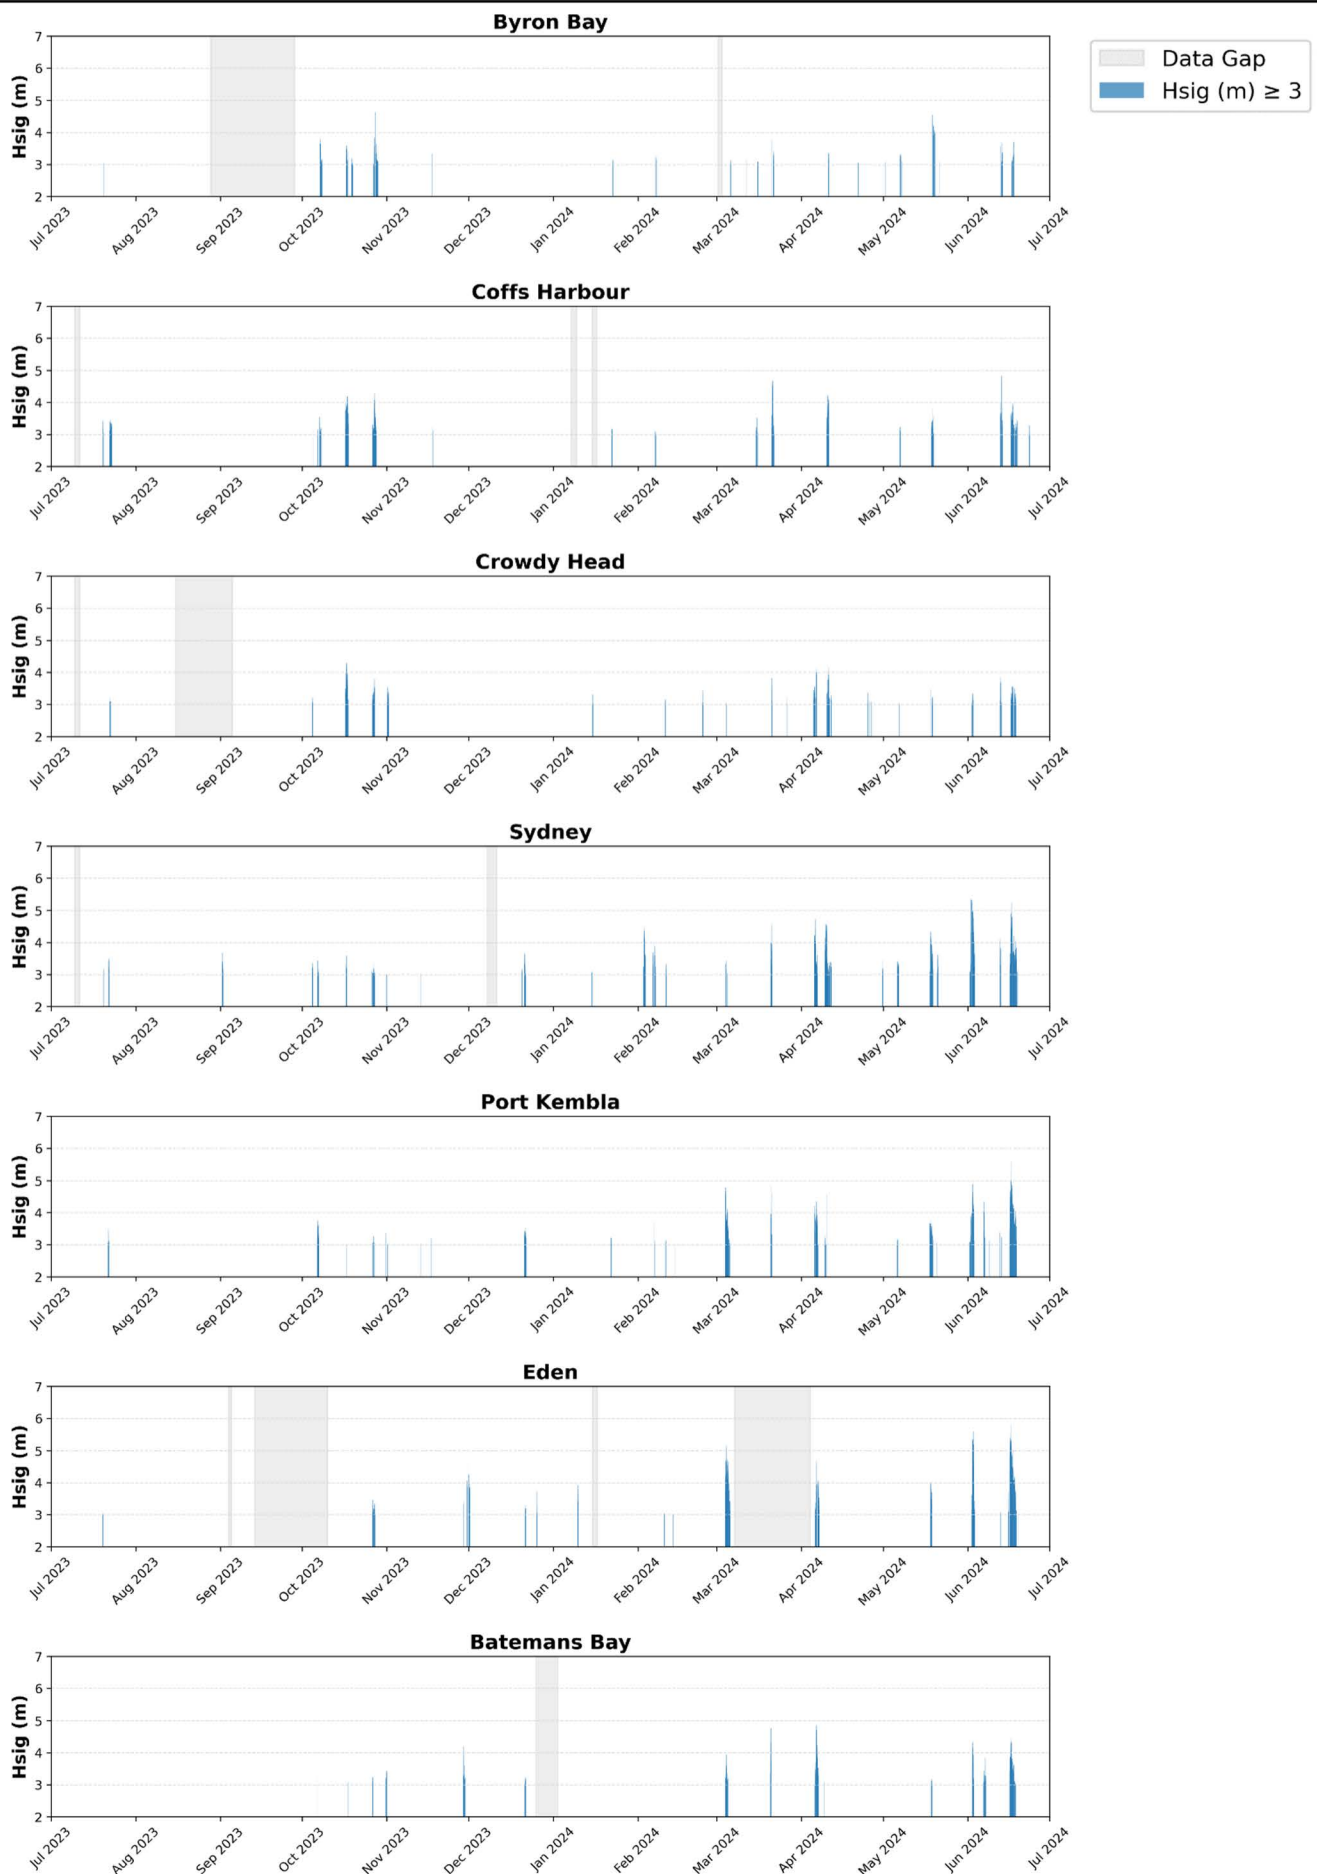 Byron Bay
Data Gap
Hsig (m) ≥ 3
Hsig (m)
7
6
5
4
3
2
Jul 2023 Aug 2023 Sep 2023 Oct 2023 Nov 2023 Dec 2023 Jan 2024 Feb 2024 Mar 2024 Apr 2024 May 2024 Jun 2024 Jul 2024
Coffs Harbour
Hsig (m)
7
6
5
4
3
2
Jul 2023 Aug 2023 Sep 2023 Oct 2023 Nov 2023 Dec 2023 Jan 2024 Feb 2024 Mar 2024 Apr 2024 May 2024 Jun 2024 Jul 2024
Crowdy Head
Hsig (m)
7
6
5
4
3
2
Jul 2023 Aug 2023 Sep 2023 Oct 2023 Nov 2023 Dec 2023 Jan 2024 Feb 2024 Mar 2024 Apr 2024 May 2024 Jun 2024 Jul 2024
Sydney
Hsig (m)
7
6
5
4
3
2
Jul 2023 Aug 2023 Sep 2023 Oct 2023 Nov 2023 Dec 2023 Jan 2024 Feb 2024 Mar 2024 Apr 2024 May 2024 Jun 2024 Jul 2024
Port Kembla
Hsig (m)
7
6
5
4
3
2
Jul 2023 Aug 2023 Sep 2023 Oct 2023 Nov 2023 Dec 2023 Jan 2024 Feb 2024 Mar 2024 Apr 2024 May 2024 Jun 2024 Jul 2024
Eden
Hsig (m)
7
6
5
4
3
2
Jul 2023 Aug 2023 Sep 2023 Oct 2023 Nov 2023 Dec 2023 Jan 2024 Feb 2024 Mar 2024 Apr 2024 May 2024 Jun 2024 Jul 2024
Batemans Bay
Hsig (m)
7
6
5
4
3
2
Jul 2023 Aug 2023 Sep 2023 Oct 2023 Nov 2023 Dec 2023 Jan 2024 Feb 2024 Mar 2024 Apr 2024 May 2024 Jun 2024 Jul 2024